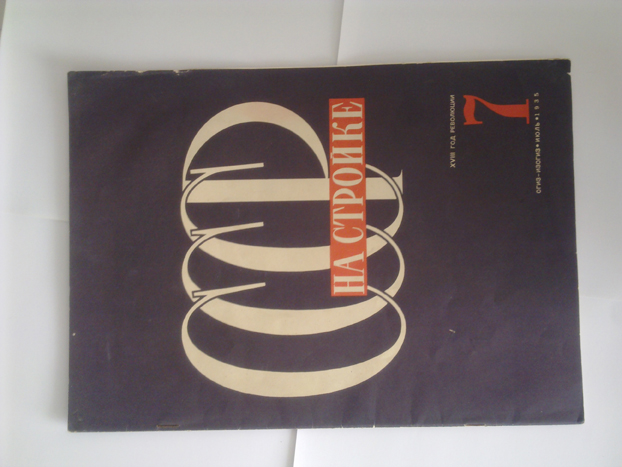 СССР
НА СТРОЙКЕ
XVIII ГОД РЕВОЛЮЦИИ
7
ОГИЗ-ИЗОГИЗ • ИЮЛЬ • 1935